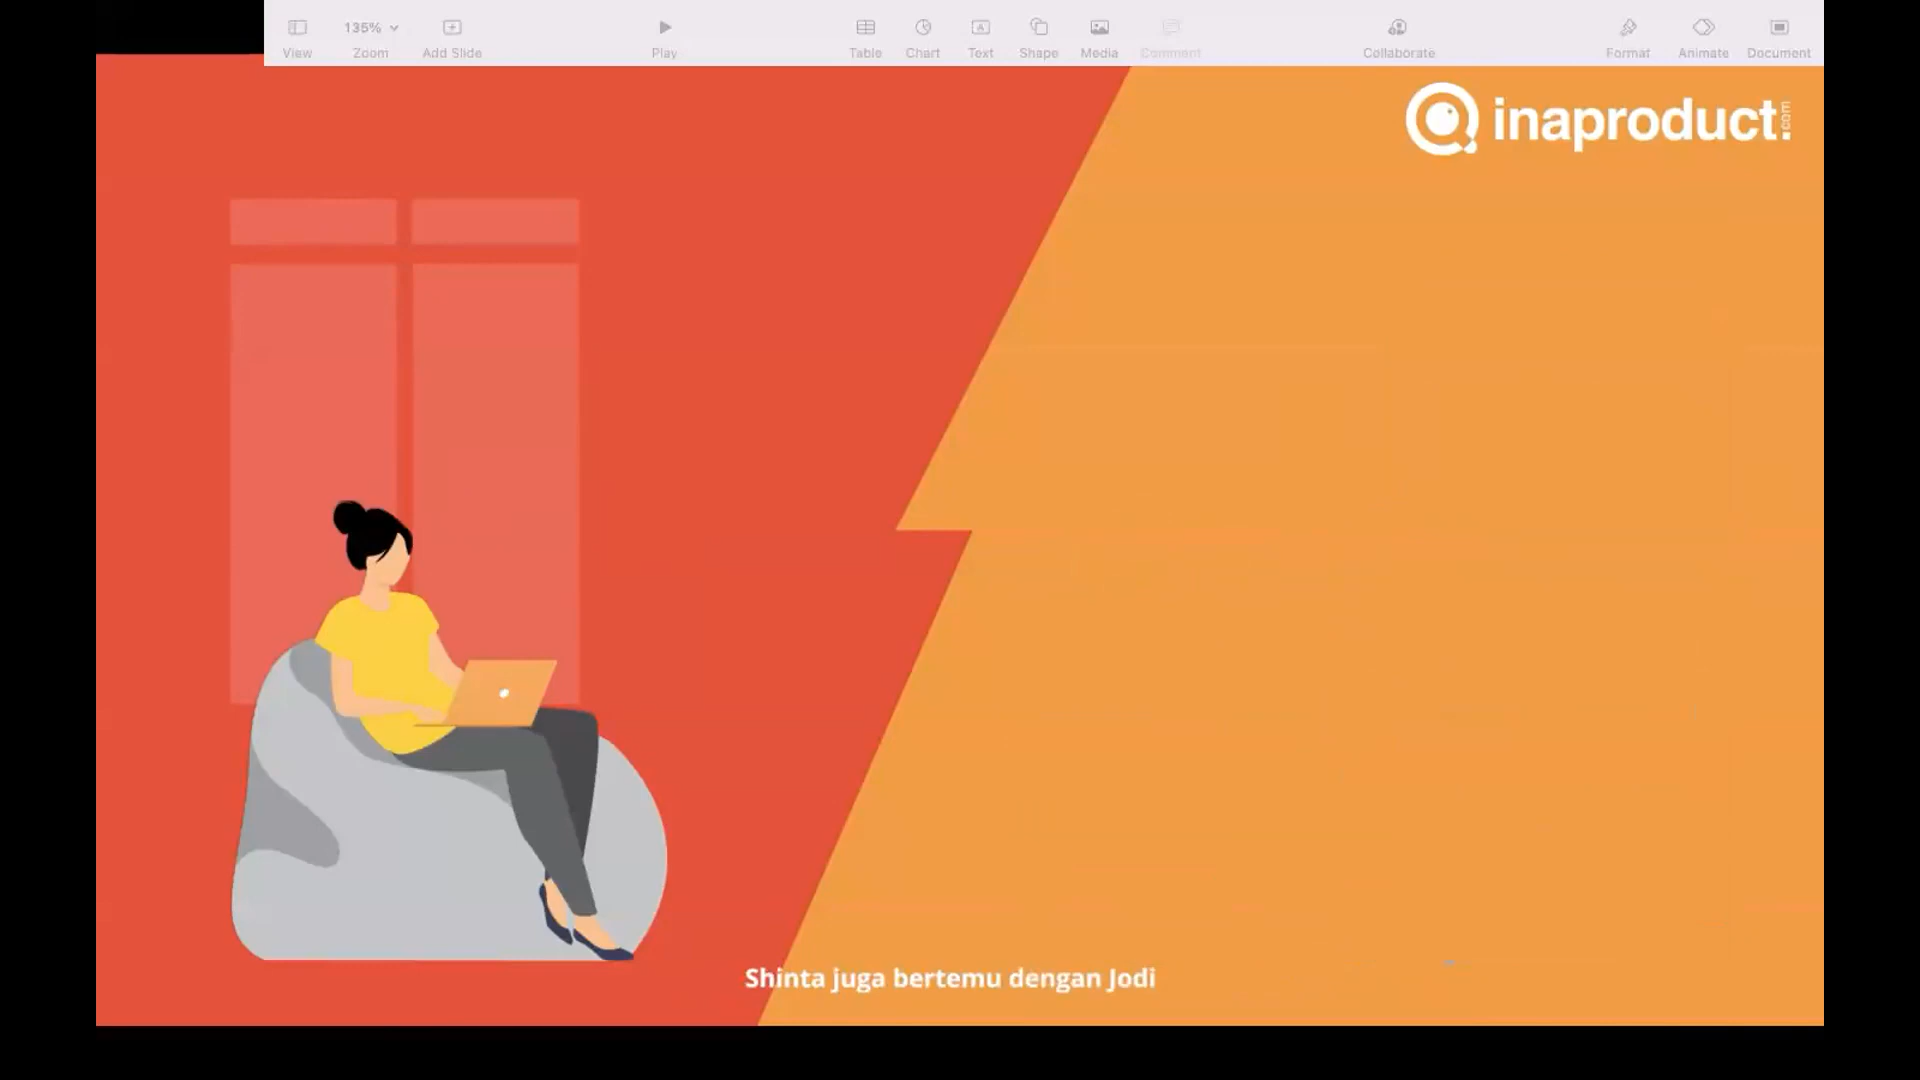 135%
View
Zoom
Add Slide
Play
Table
Chart
Text
Shape
Media
Comment
Collaborate
Format
Animate
Document
inaproduct.com
Shinta juga bertemu dengan Jodi